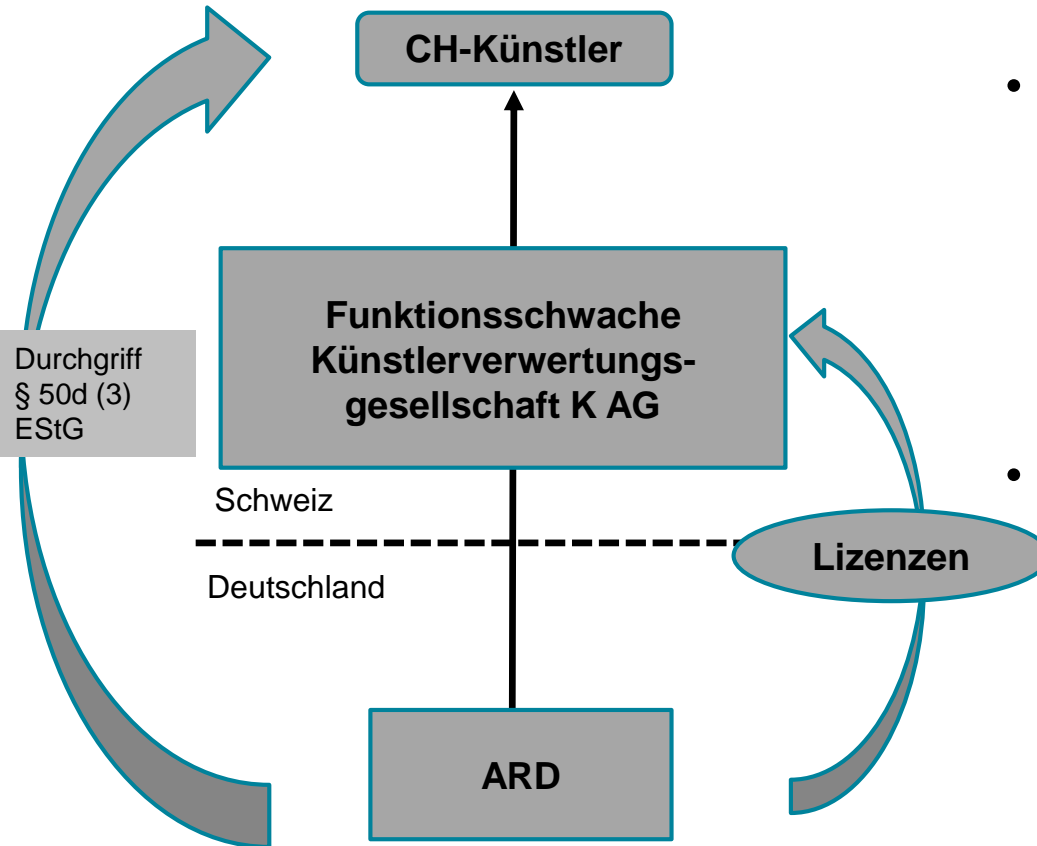 CH-Künstler
•
Funktionsschwache
Künstlerverwertungs-
gesellschaft K AG
Durchgriff
§ 50d (3)
EStG
•
Schweiz
Lizenzen
Deutschland
ARD